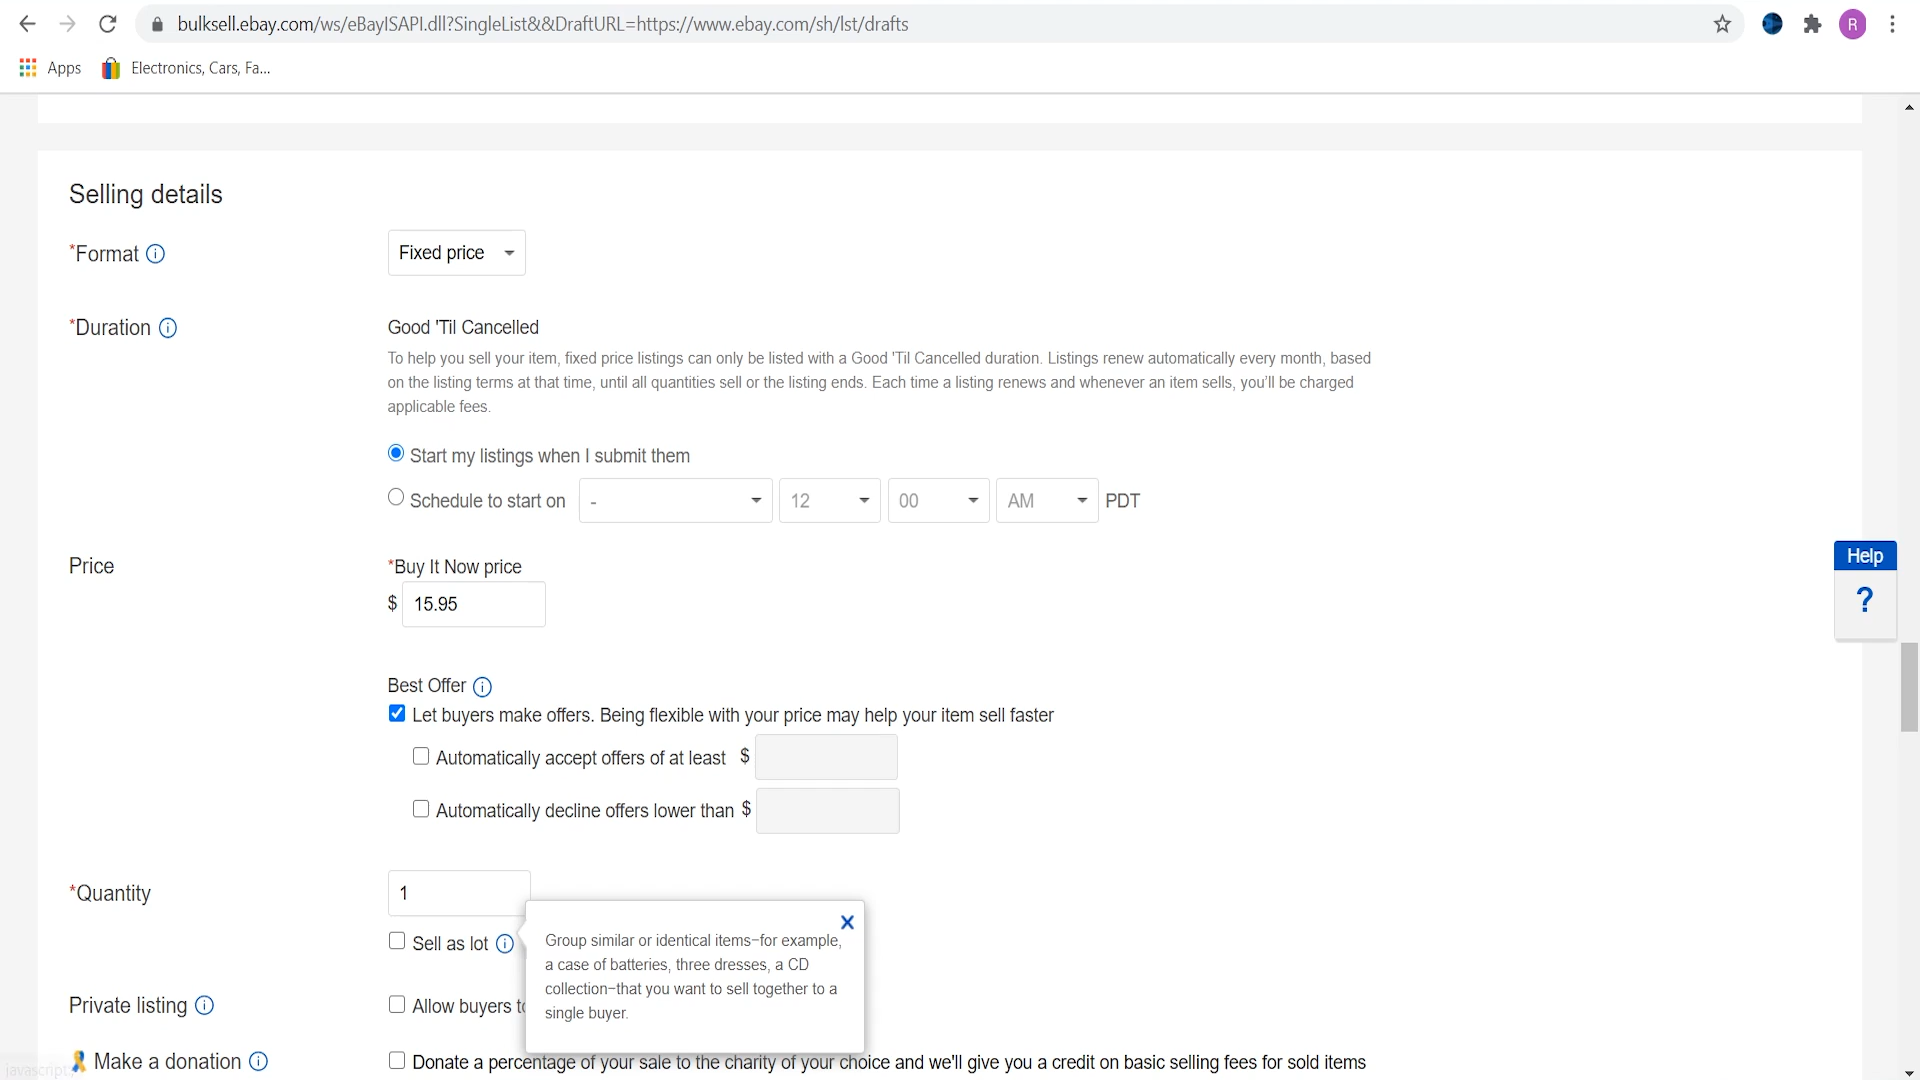 bulksell.ebay.com/ws/eBayISAPI.dll?SingleList&&DraftURL=https://www.ebay.com/sh/lst/drafts
R
Apps
Electronics, Cars, Fa...
Selling details
*Format
Fixed price
*Duration
Good 'Til Cancelled
To help you sell your item, fixed price listings can only be listed with a Good 'Til Cancelled duration. Listings renew automatically every month, based
on the listing terms at that time, until all quantities sell or the listing ends. Each time a listing renews and whenever an item sells, you'll be charged
applicable fees.
Start my listings when I submit them
Schedule to start on - 12 00 AM PDT
Price
*Buy It Now price
$ 15.95
Help
?
Best Offer
Let buyers make offers. Being flexible with your price may help your item sell faster
Automatically accept offers of at least $
Automatically decline offers lower than $
*Quantity
1
Sell as lot
X
Group similar or identical items-for example,
a case of batteries, three dresses, a CD
collection-that you want to sell together to a
single buyer.
Private listing
Allow buyers
Make a donation
Donate a percentage of your sale to the charity of your choice and we'll give you a credit on basic selling fees for sold items